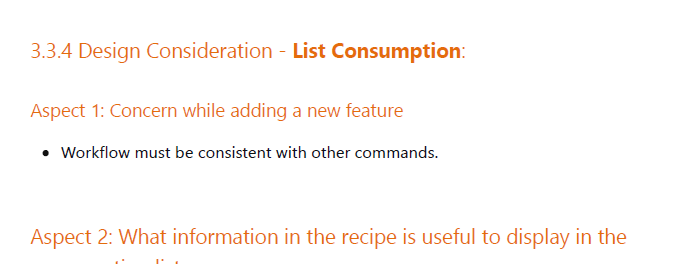 3.3.4 Design Consideration - List Consumption:
Aspect 1: Concern while adding a new feature
• Workflow must be consistent with other commands.
Aspect 2: What information in the recipe is useful to display in the